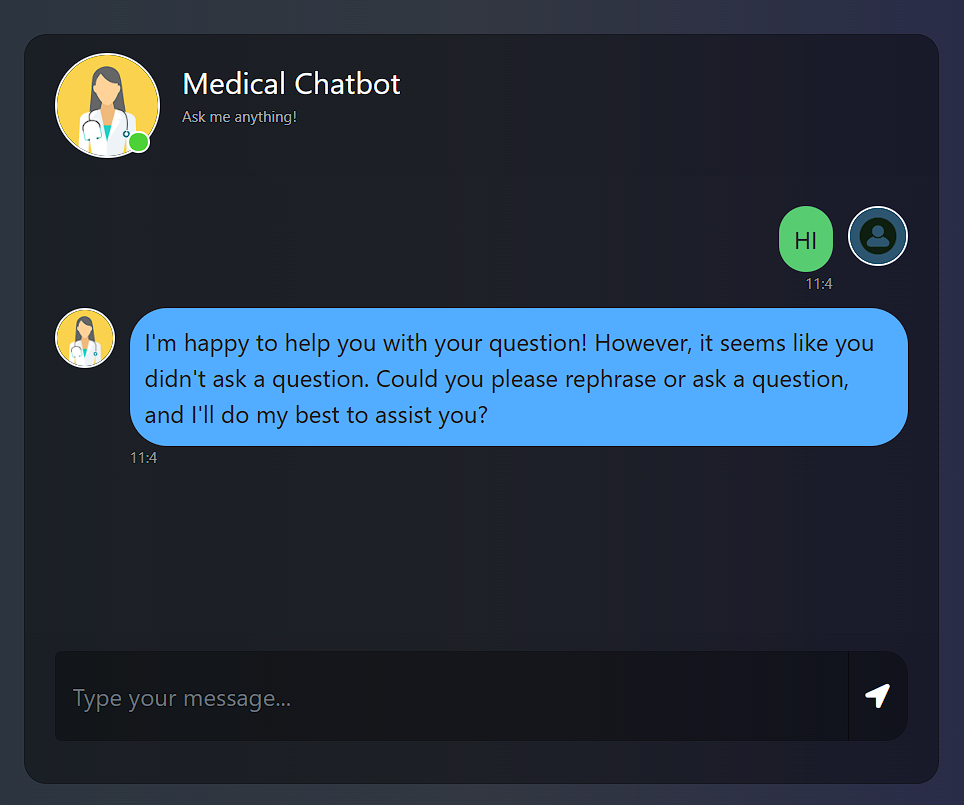 Medical Chatbot
Ask me anything!
HI
11:4
I'm happy to help you with your question! However, it seems like you
didn't ask a question. Could you please rephrase or ask a question,
and I'll do my best to assist you?
11:4
Type your message...